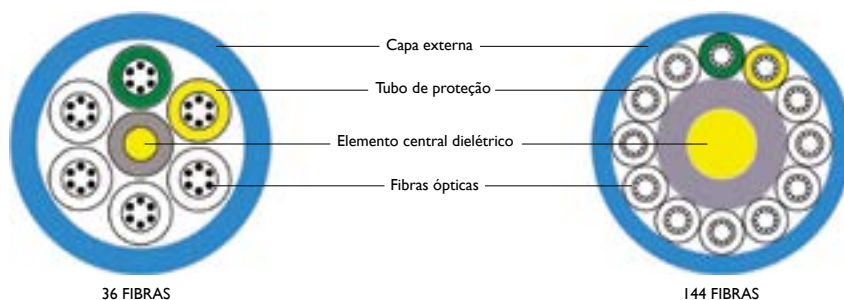 Capa externa
Tubo de proteção
Elemento central dielétrico
Fibras ópticas
36 FIBRAS
144 FIBRAS